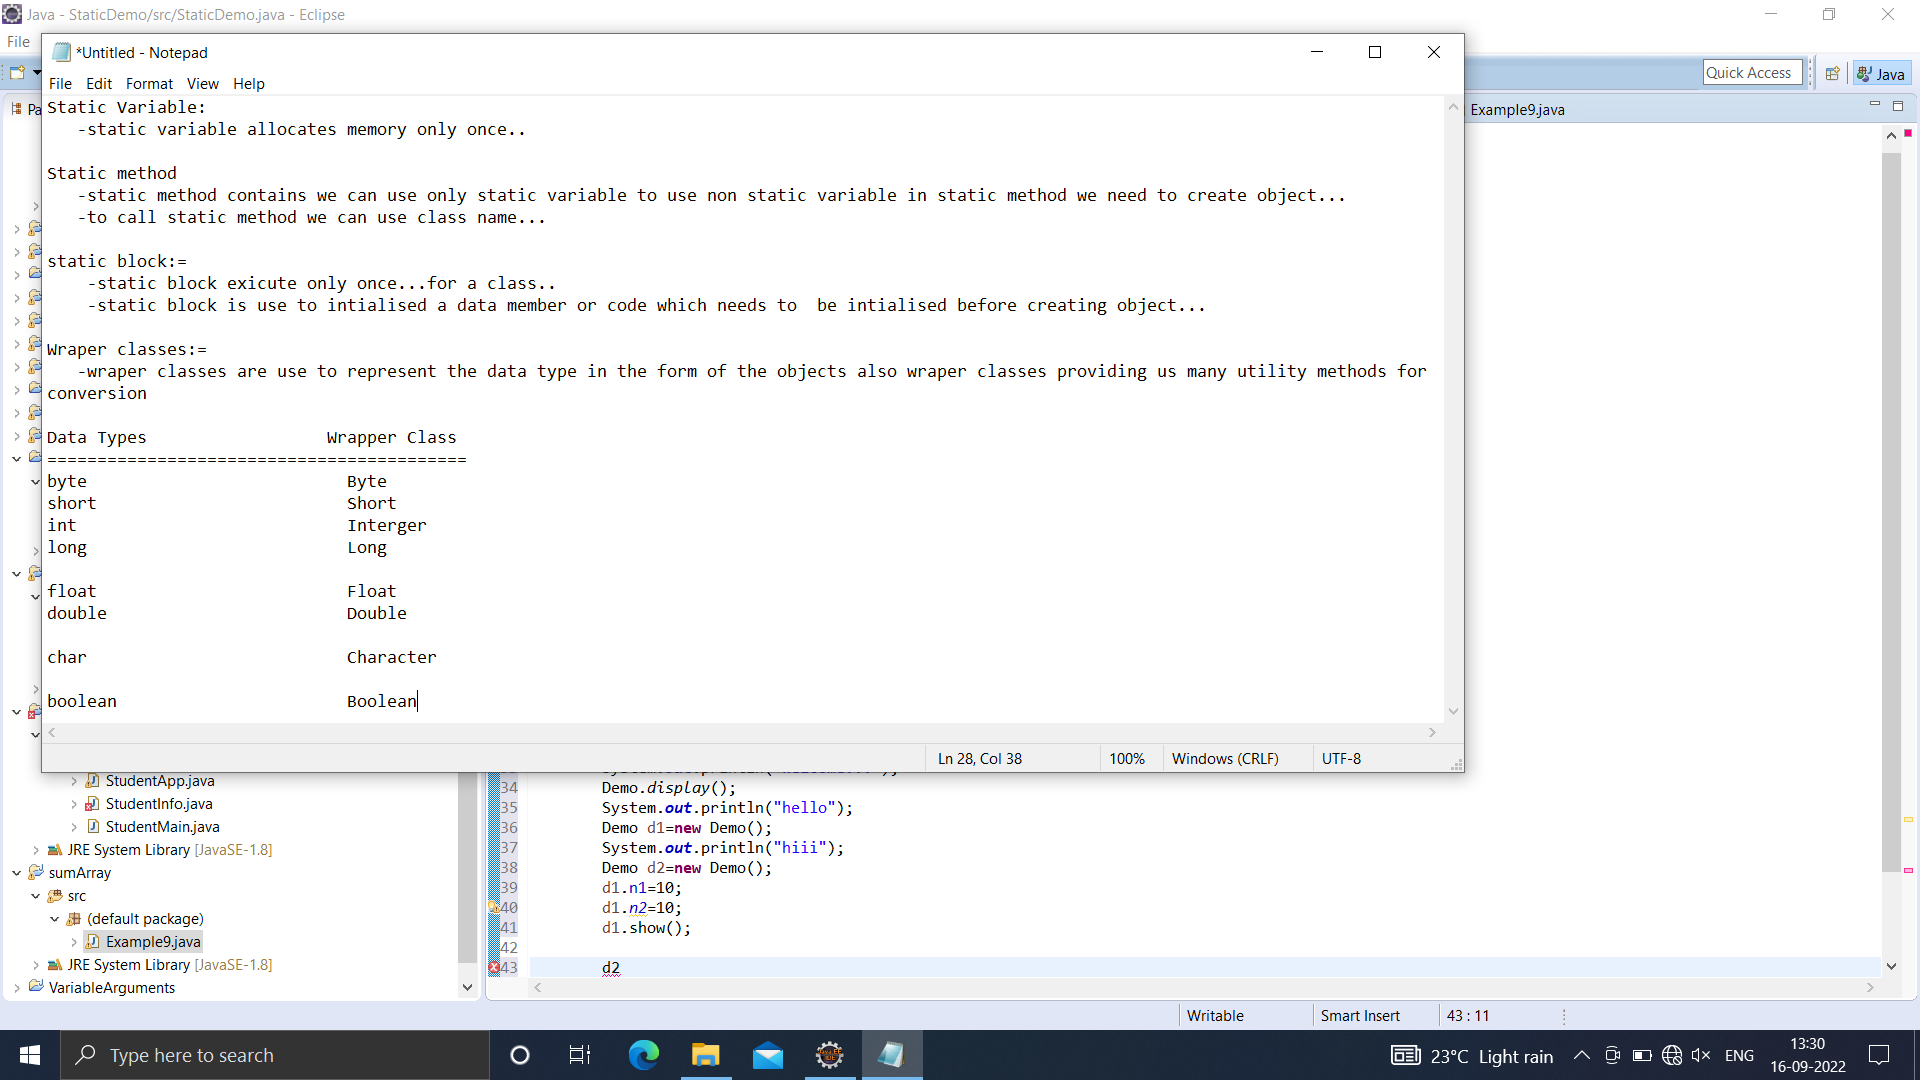 Java - StaticDemo/src/StaticDemo.java - Eclipse
File
*Untitled - Notepad
File Edit Format View Help
Quick Access
Java
Pa
Example9.java
Static Variable:
-static variable allocates memory only once..
Static method
-static method contains we can use only static variable to use non static variable in static method we need to create object...
-to call static method we can use class name...
static block:=
-static block exicute only once...for a class..
-static block is use to intialised a data member or code which needs to  be intialised before creating object...
Wraper classes:=
-wraper classes are use to represent the data type in the form of the objects also wraper classes providing us many utility methods for
conversion
Data Types Wrapper Class
==========================================
byte Byte
short Short
int Interger
long Long
float Float
double Double
char Character
boolean Boolean
Ln 28, Col 38 100% Windows (CRLF) UTF-8
StudentApp.java
StudentInfo.java
StudentMain.java
JRE System Library [JavaSE-1.8]
sumArray
src
(default package)
Example9.java
JRE System Library [JavaSE-1.8]
VariableArguments
34 Demo.display();
35 System.out.println("hello");
36 Demo d1=new Demo();
37 System.out.println("hiii");
38 Demo d2=new Demo();
39 d1.n1=10;
40 d1.n2=10;
41 d1.show();
42
43 d2
Writable Smart Insert 43 : 11
Type here to search
23°C Light rain
ENG
13:30
16-09-2022